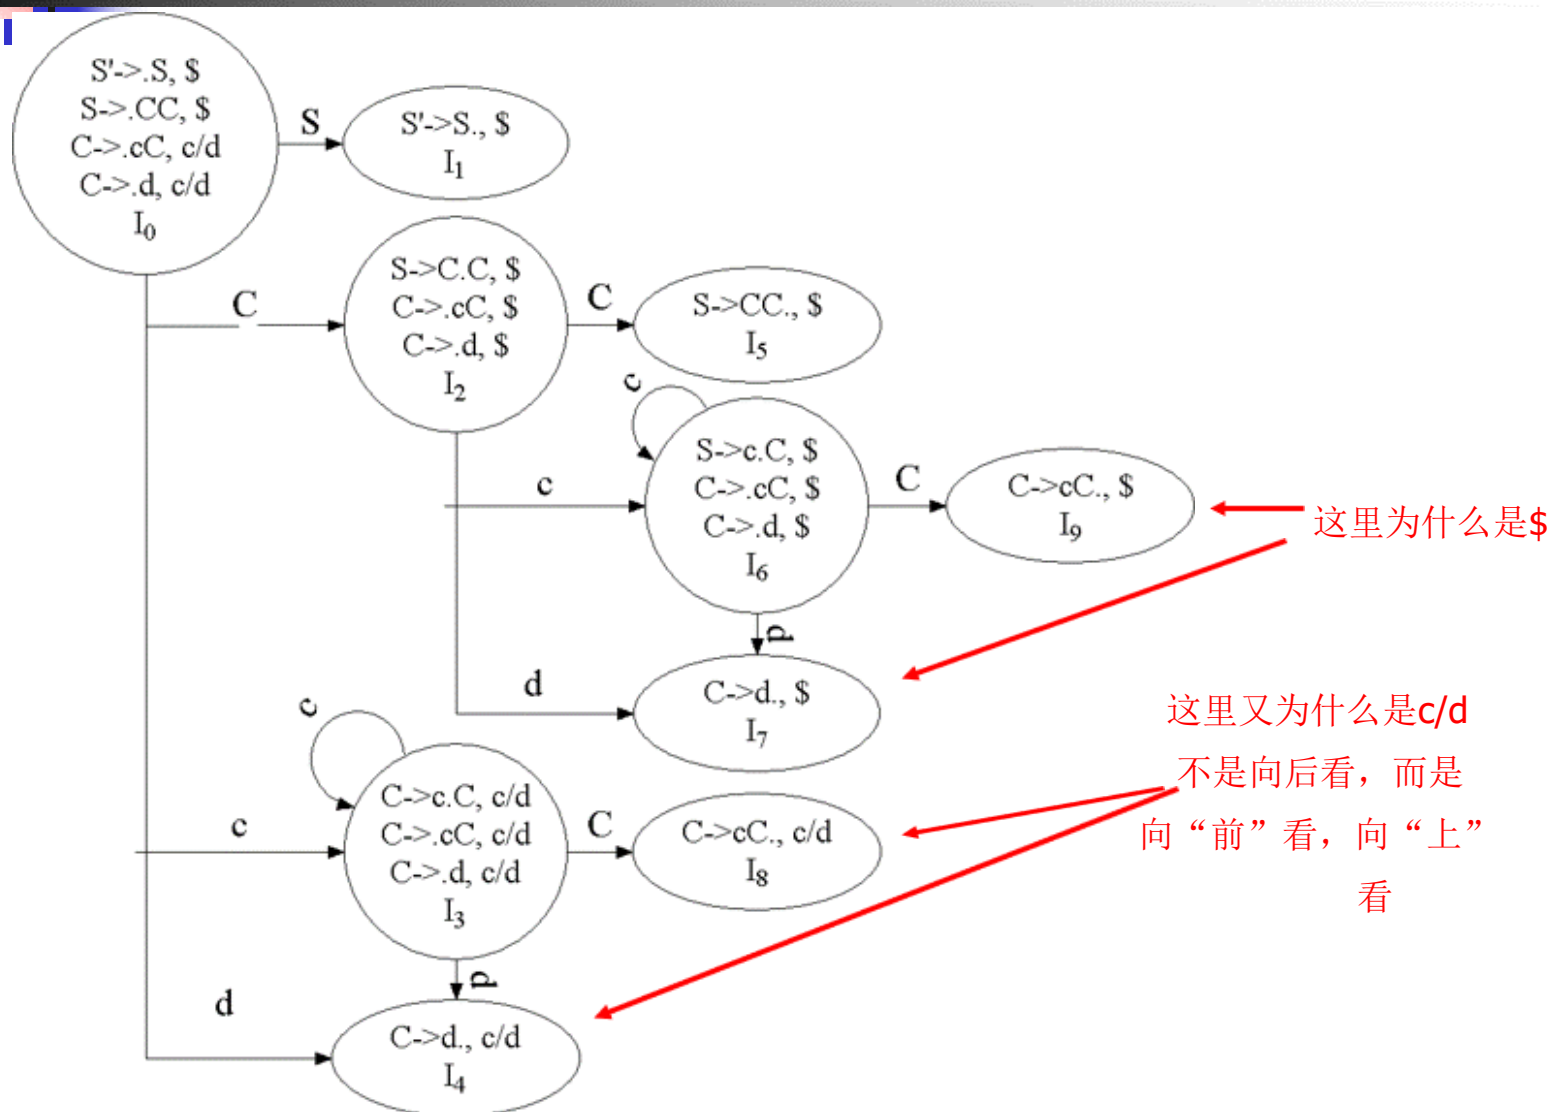 S'->.S, $
S->.CC, $
C->.cC, c/d
C->.d, c/d
I0
S
S'->S., $
I1
C
S->C.C, $
C->.cC, $
C->.d, $
I2
C
S->CC., $
I5
c
c
S->c.C, $
C->.cC, $
C->.d, $
I6
C
C->cC., $
I9
这里为什么是$
d
d
C->d., $
I7
这里又为什么是c/d
不是向后看，而是
向“前”看，向“上”
看
c
c
C->c.C, c/d
C->.cC, c/d
C->.d, c/d
I3
C
C->cC., c/d
I8
d
d
C->d., c/d
I4